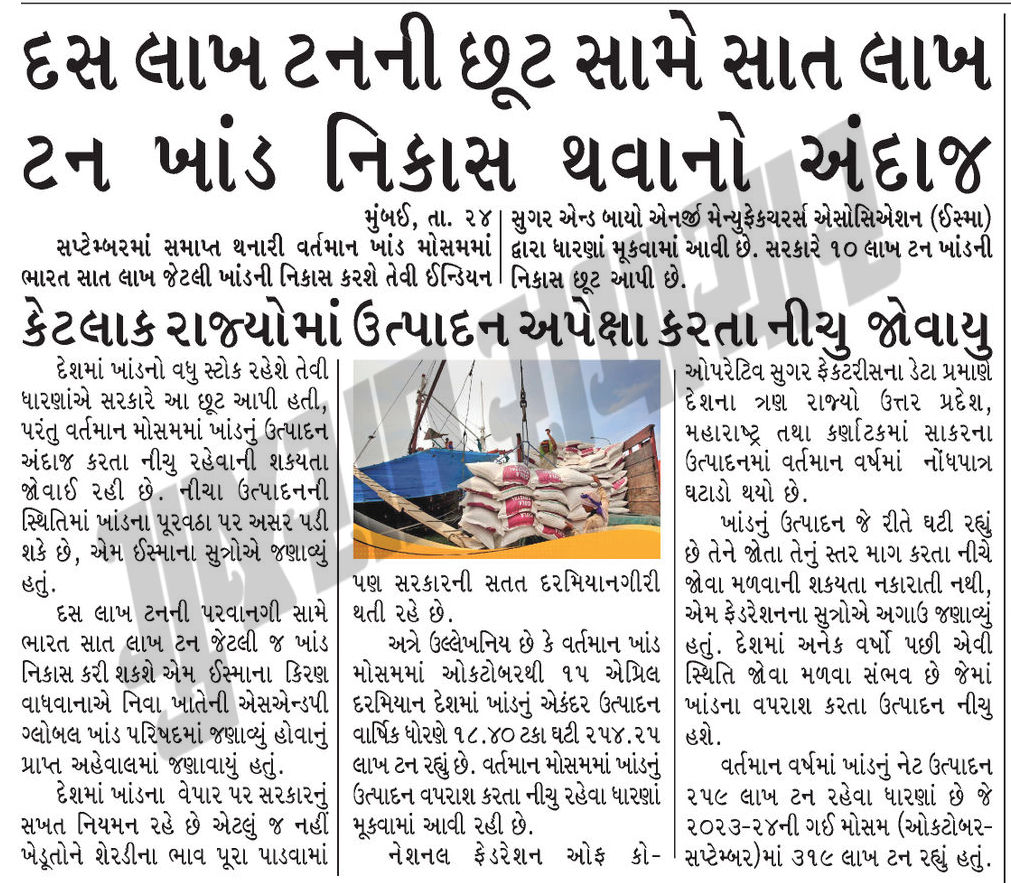 દસ લાખ ટનની છૂટ સામે સાત લાખ
ટન ખાંડ નિકાસ થવાનો અંદાજ
મુંબઈ, તા. ૨૪
સપ્ટેમ્બરમાં સમાપ્ત થનારી વર્તમાન ખાંડ મોસમમાં
ભારત સાત લાખ જેટલી ખાંડની નિકાસ કરશે તેવી ઈન્ડિયન
સુગર એન્ડ બાયો એનર્જી મેન્યુફેકચરર્સ એસોસિએશન (ઈસ્મા)
દ્વારા ધારણાં મૂકવામાં આવી છે. સરકારે ૧૦ લાખ ટન ખાંડની
નિકાસ છૂટ આપી છે.
કેટલાક રાજ્યોમાં ઉત્પાદન અપેક્ષા કરતા નીચુ જોવાયુ
દેશમાં ખાંડનો વધુ સ્ટોક રહેશે તેવી
ધારણાંએ સરકારે આ છૂટ આપી હતી,
પરંતુ વર્તમાન મોસમમાં ખાંડનું ઉત્પાદન
અંદાજ કરતા નીચુ રહેવાની શકયતા
જોવાઈ રહી છે. નીચા ઉત્પાદનની
સ્થિતિમાં ખાંડના પૂરવઠા પર અસર પડી
શકે છે, એમ ઈસ્માના સુત્રોએ જણાવ્યું
હતું.
દસ લાખ ટનની પરવાનગી સામે
ભારત સાત લાખ ટન જેટલી જ ખાંડ
નિકાસ કરી શકશે એમ ઈસ્માના કિરણ
વાધવાનાએ નિવા ખાતેની એસએન્ડપી
ગ્લોબલ ખાંડ પરિષદમાં જણાવ્યું હોવાનું
પ્રાપ્ત અહેવાલમાં જણાવાયું હતું.
દેશમાં ખાંડના વેપાર પર સરકારનું
સખત નિયમન રહે છે એટલું જ નહીં
ખેડૂતોને શેરડીના ભાવ પૂરા પાડવામાં
પણ સરકારની સતત દરમિયાનગીરી
થતી રહે છે.
અત્રે ઉલ્લેખનિય છે કે વર્તમાન ખાંડ
મોસમમાં ઓકટોબરથી ૧૫ એપ્રિલ
દરમિયાન દેશમાં ખાંડનું એકંદર ઉત્પાદન
વાર્ષિક ધોરણે ૧૮.૪૦ ટકા ઘટી ૨૫૪.૨૫
લાખ ટન રહ્યું છે. વર્તમાન મોસમમાં ખાંડનું
ઉત્પાદન વપરાશ કરતા નીચુ રહેવા ધારણાં
મૂકવામાં આવી રહી છે.
નેશનલ ફેડરેશન ઓફ કો-
ઓપરેટિવ સુગર ફેકટરીસના ડેટા પ્રમાણે
દેશના ત્રણ રાજ્યો ઉત્તર પ્રદેશ,
મહારાષ્ટ્ર તથા કર્ણાટકમાં સાકરના
ઉત્પાદનમાં વર્તમાન વર્ષમાં નોંધપાત્ર
ઘટાડો થયો છે.
ખાંડનું ઉત્પાદન જે રીતે ઘટી રહ્યું
છે તેને જોતા તેનું સ્તર માગ કરતા નીચે
જોવા મળવાની શકયતા નકારાતી નથી,
એમ ફેડરેશનના સુત્રોએ અગાઉ જણાવ્યું
હતું. દેશમાં અનેક વર્ષો પછી એવી
સ્થિતિ જોવા મળવા સંભવ છે જેમાં
ખાંડના વપરાશ કરતા ઉત્પાદન નીચુ
હશે.
વર્તમાન વર્ષમાં ખાંડનું નેટ ઉત્પાદન
૨૫૯ લાખ ટન રહેવા ધારણાં છે જે
૨૦૨૩-૨૪ની ગઈ મોસમ (ઓકટોબર-
સપ્ટેમ્બર)માં ૩૧૯ લાખ ટન રહ્યું હતું.